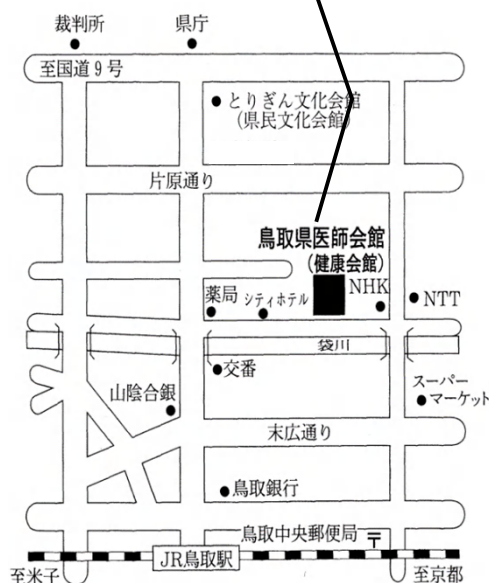 裁判所
県庁
至国道9号
とりぎん文化会館
(県民文化会館)
片原通り
鳥取県医師会館
(健康会館)
薬局
シティホテル
NHK
NTT
袋川
交番
山陰合銀
スーパー
マーケット
末広通り
鳥取銀行
鳥取中央郵便局 〒
JR鳥取駅
至米子
至京都